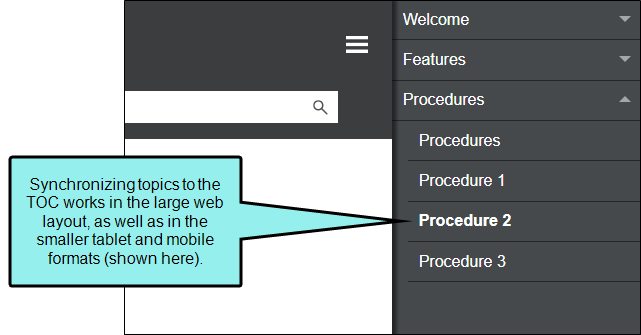 Welcome
Features
Procedures
Procedures
Procedure 1
Procedure 2
Procedure 3
Synchronizing topics to the
TOC works in the large web
layout, as well as in the
smaller tablet and mobile
formats (shown here).